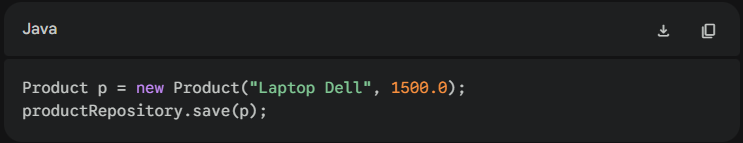 Java
Product p = new Product("Laptop Dell", 1500.0);
productRepository.save(p);